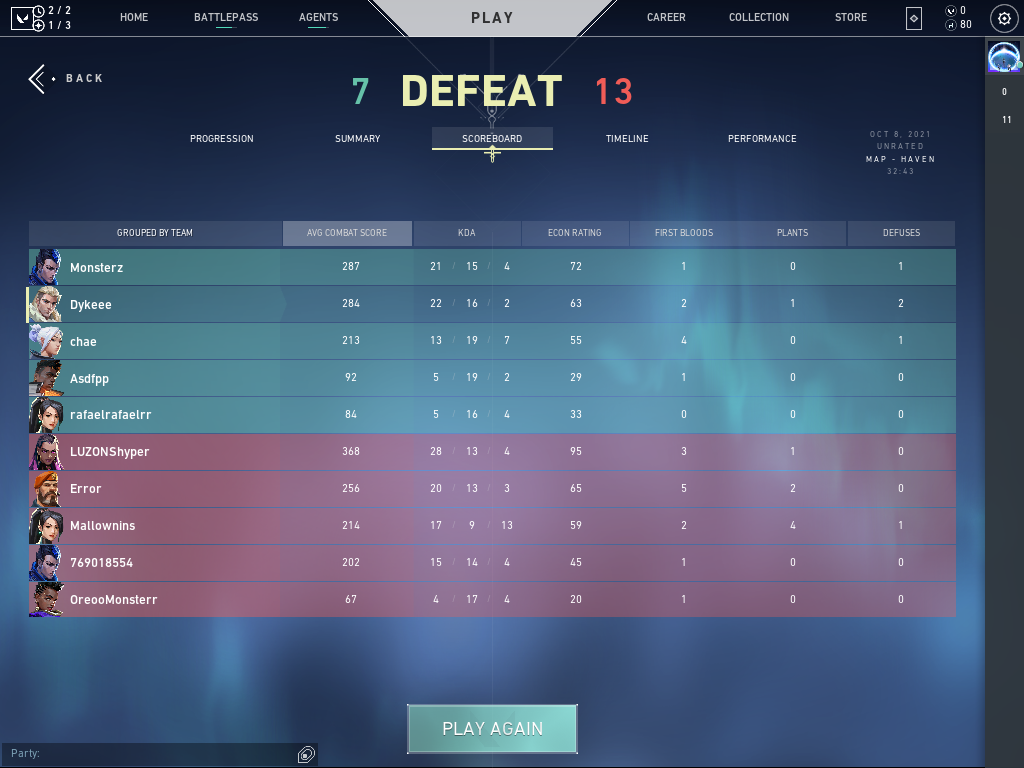 2 / 2
1 / 3
HOME BATTLEPASS AGENTS PLAY CAREER COLLECTION STORE
0
80
BACK
7 DEFEAT 13
0
11
PROGRESSION SUMMARY SCOREBOARD TIMELINE PERFORMANCE
OCT 8, 2021
UNRATED
MAP - HAVEN
32:43
GROUPED BY TEAM AVG COMBAT SCORE KDA ECON RATING FIRST BLOODS PLANTS DEFUSES
Monsterz 287 21 / 15 / 4 72 1 0 1
Dykeee 284 22 / 16 / 2 63 2 1 2
chae 213 13 / 19 / 7 55 4 0 1
Asdfpp 92 5 / 19 / 2 29 1 0 0
rafaelrafaelrr 84 5 / 16 / 4 33 0 0 0
LUZONShyper 368 28 / 13 / 4 95 3 1 0
Error 256 20 / 13 / 3 65 5 2 0
Mallownins 214 17 / 9 / 13 59 2 4 1
769018554 202 15 / 14 / 4 45 1 0 0
OreooMonsterr 67 4 / 17 / 4 20 1 0 0
PLAY AGAIN
Party: